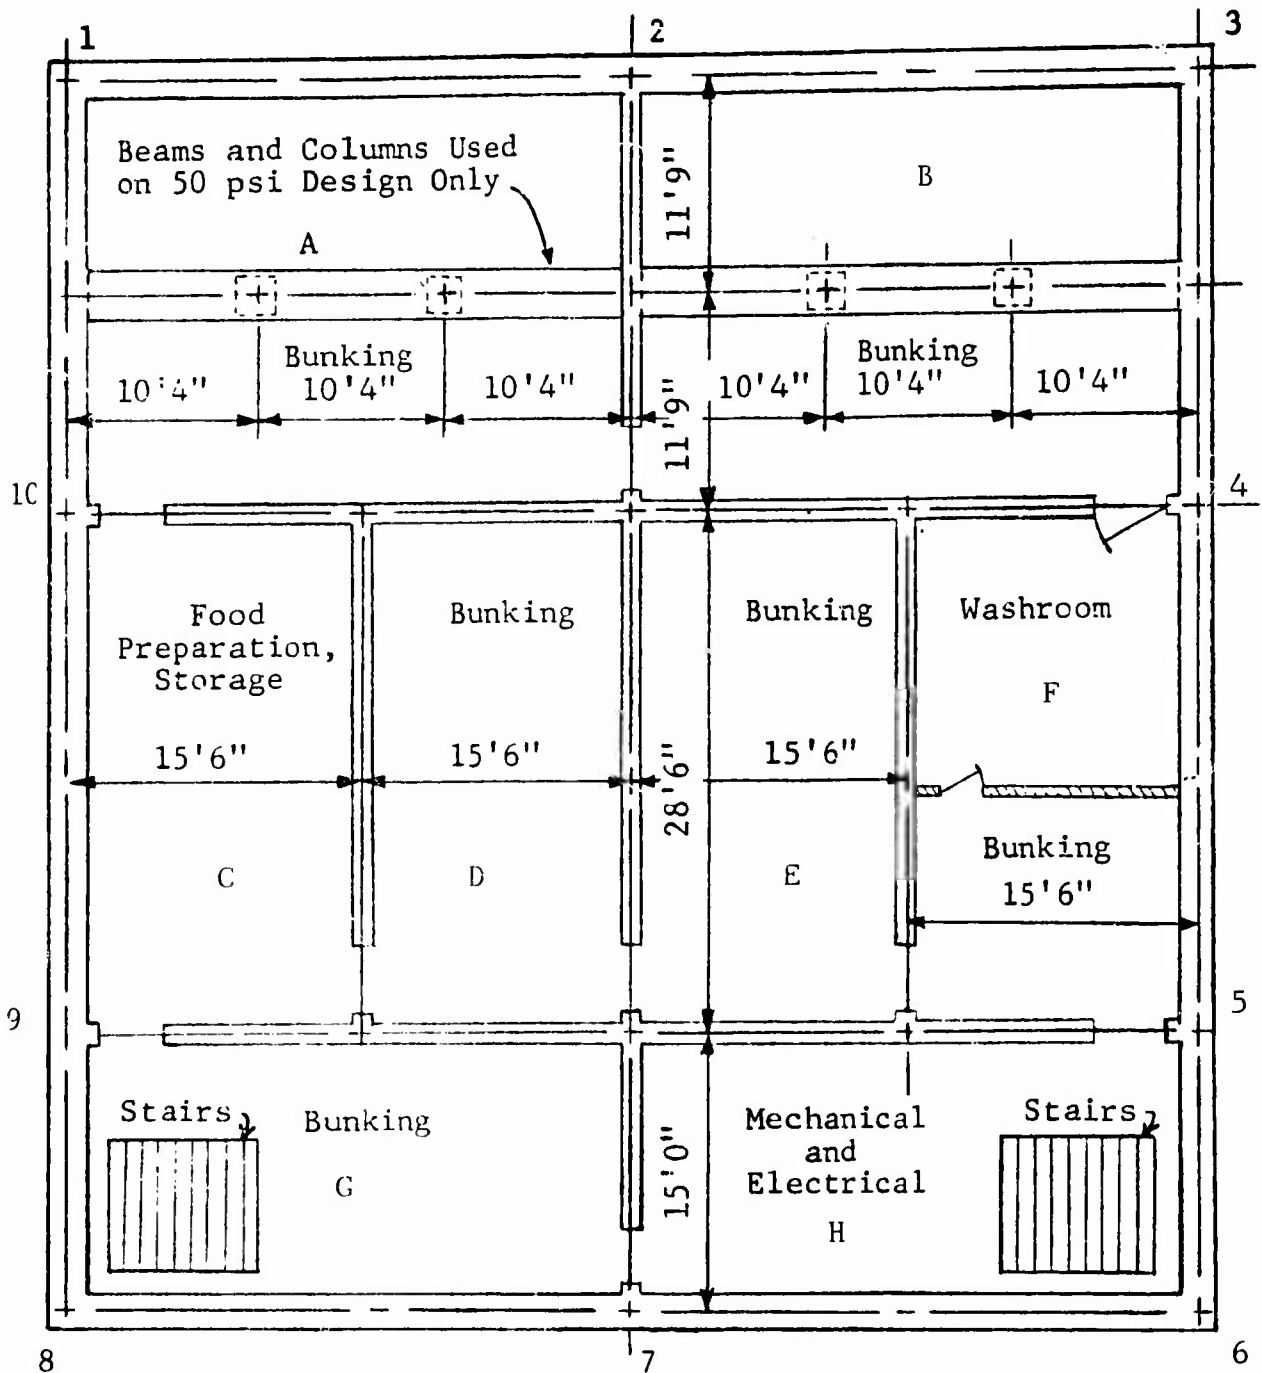 1
2
3
Beams and Columns Used
on 50 psi Design Only
A
B
11'9"
Bunking
10'4"
10'4"
10'4"
Bunking
10'4"
10'4"
10'4"
11'9"
10
4
Food
Preparation,
Storage
Bunking
Bunking
Washroom
F
15'6"
15'6"
28'6"
15'6"
Bunking
15'6"
C
D
E
9
5
Stairs
Bunking
G
15'0"
Mechanical
and
Electrical
H
Stairs
8
7
6